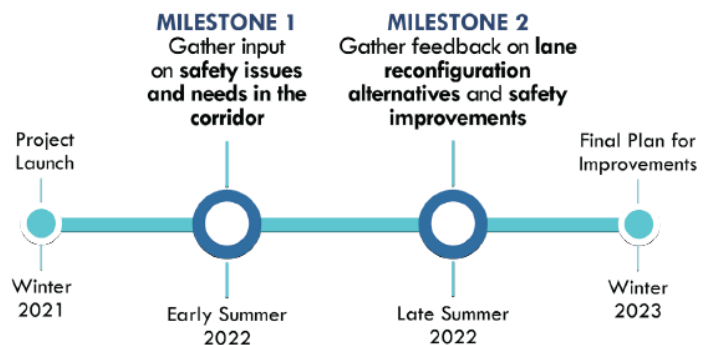 MILESTONE 1
Gather input
on safety issues
and needs in the
corridor
MILESTONE 2
Gather feedback on lane
reconfiguration
alternatives and safety
improvements
Project
Launch
Final Plan for
Improvements
Winter
2021
Early Summer
2022
Late Summer
2022
Winter
2023